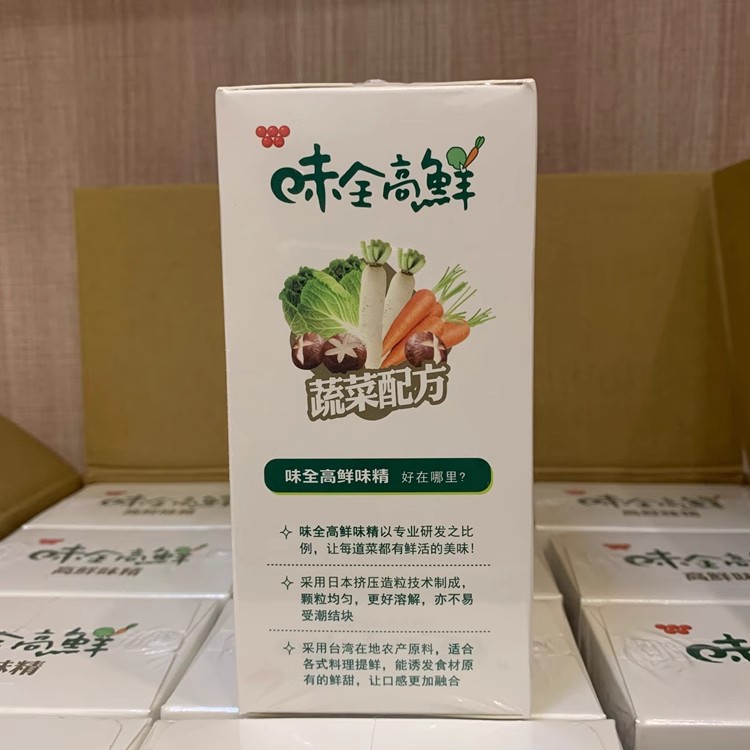 味全高鮮
蔬菜配方
味全高鲜味精 好在哪里?
味全高鲜味精以专业研发之比
例，让每道菜都有鲜活的美味!
采用日本挤压造粒技术制成，
颗粒均匀，更好溶解，亦不易
受潮结块
采用台湾在地农产原料，适合
各式料理提鲜，能诱发食材原
有的鲜甜，让口感更加融合
味全高鮮
味全高鮮
全高鮮
味精
味全